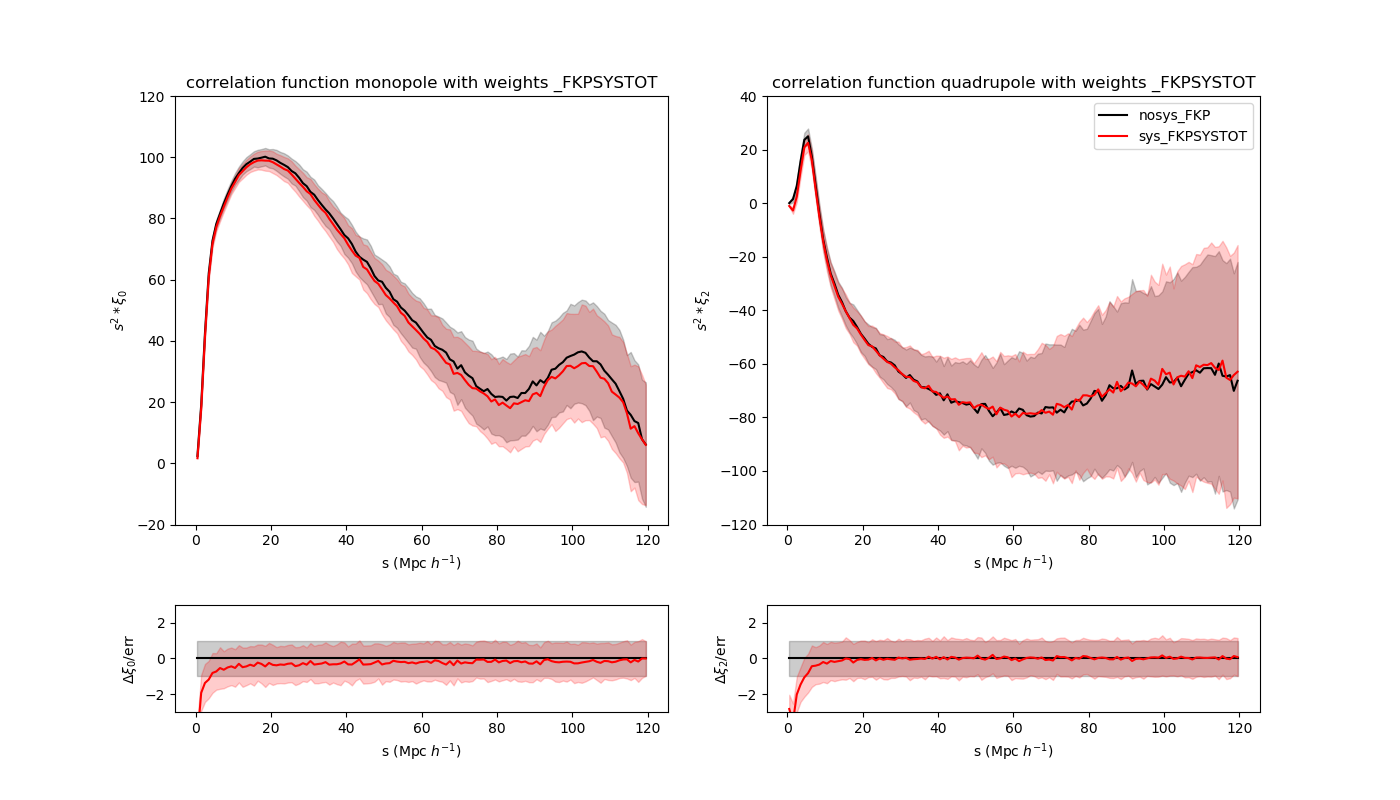 correlation function monopole with weights _FKPSYSTOT
120
100
80
60
40
20
0
−20
s² * ξ₀
0 20 40 60 80 100 120
s (Mpc h⁻¹)
correlation function quadrupole with weights _FKPSYSTOT
nosys_FKP
sys_FKPSYSTOT
40
20
0
−20
−40
−60
−80
−100
−120
s² * ξ₂
0 20 40 60 80 100 120
s (Mpc h⁻¹)
2
0
−2
Δξ₀/err
0 20 40 60 80 100 120
s (Mpc h⁻¹)
2
0
−2
Δξ₂/err
0 20 40 60 80 100 120
s (Mpc h⁻¹)